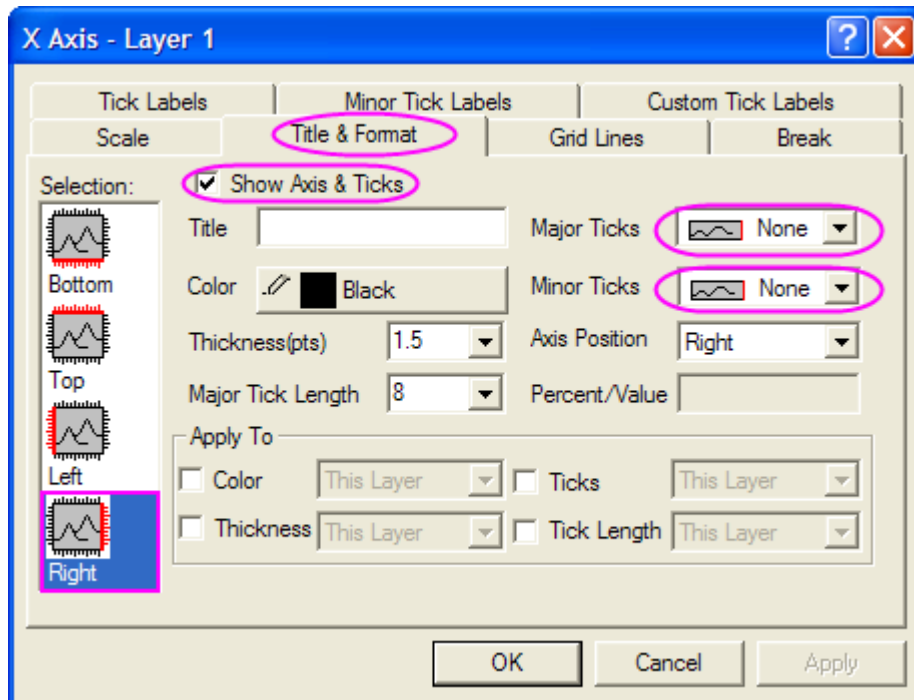 X Axis - Layer 1
Tick Labels Minor Tick Labels Custom Tick Labels
Scale Title & Format Grid Lines Break
Selection: Show Axis & Ticks
Title Major Ticks None
Bottom Color Black Minor Ticks None
Thickness(pts) 1.5 Axis Position Right
Top Major Tick Length 8 Percent/Value
Apply To
Left Color This Layer Ticks This Layer
Thickness This Layer Tick Length This Layer
Right
OK Cancel Apply